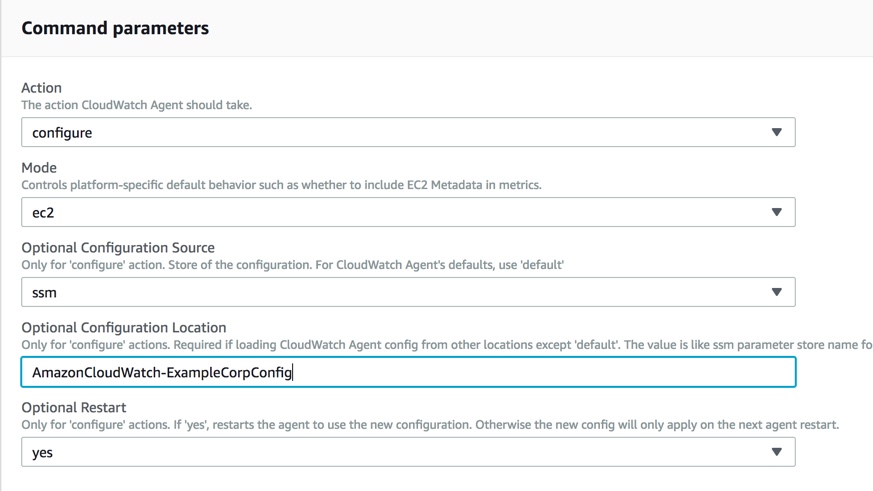 Command parameters
Action
The action CloudWatch Agent should take.
configure
Mode
Controls platform-specific default behavior such as whether to include EC2 Metadata in metrics.
ec2
Optional Configuration Source
Only for 'configure' action. Store of the configuration. For CloudWatch Agent's defaults, use 'default'
ssm
Optional Configuration Location
Only for 'configure' actions. Required if loading CloudWatch Agent config from other locations except 'default'. The value is like ssm parameter store name fo
AmazonCloudWatch-ExampleCorpConfig
Optional Restart
Only for 'configure' actions. If 'yes', restarts the agent to use the new configuration. Otherwise the new config will only apply on the next agent restart.
yes